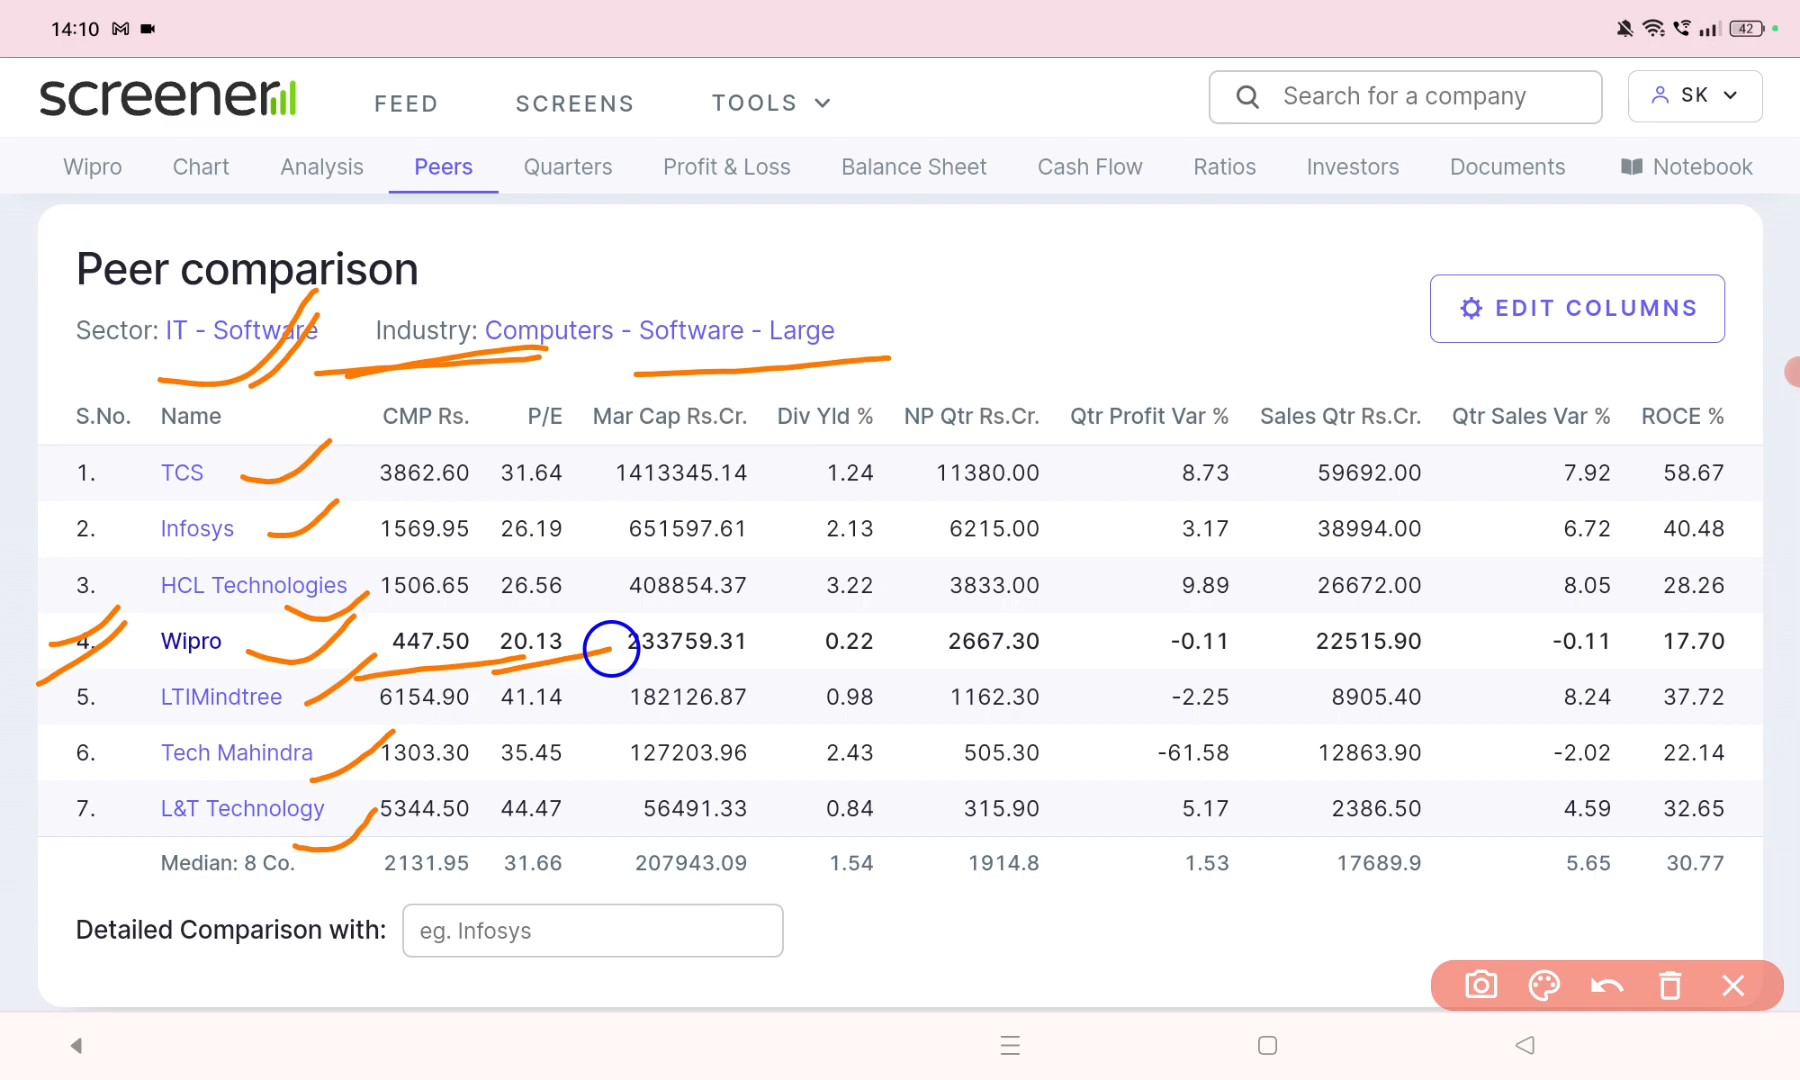 14:10 42
screener FEED SCREENS TOOLS Search for a company SK
Wipro Chart Analysis Peers Quarters Profit & Loss Balance Sheet Cash Flow Ratios Investors Documents Notebook
Peer comparison
Sector: IT - Software Industry: Computers - Software - Large
EDIT COLUMNS
S.No. Name CMP Rs. P/E Mar Cap Rs.Cr. Div Yld % NP Qtr Rs.Cr. Qtr Profit Var % Sales Qtr Rs.Cr. Qtr Sales Var % ROCE %
1. TCS 3862.60 31.64 1413345.14 1.24 11380.00 8.73 59692.00 7.92 58.67
2. Infosys 1569.95 26.19 651597.61 2.13 6215.00 3.17 38994.00 6.72 40.48
3. HCL Technologies 1506.65 26.56 408854.37 3.22 3833.00 9.89 26672.00 8.05 28.26
4. Wipro 447.50 20.13 233759.31 0.22 2667.30 -0.11 22515.90 -0.11 17.70
5. LTIMindtree 6154.90 41.14 182126.87 0.98 1162.30 -2.25 8905.40 8.24 37.72
6. Tech Mahindra 1303.30 35.45 127203.96 2.43 505.30 -61.58 12863.90 -2.02 22.14
7. L&T Technology 5344.50 44.47 56491.33 0.84 315.90 5.17 2386.50 4.59 32.65
Median: 8 Co. 2131.95 31.66 207943.09 1.54 1914.8 1.53 17689.9 5.65 30.77
Detailed Comparison with: eg. Infosys